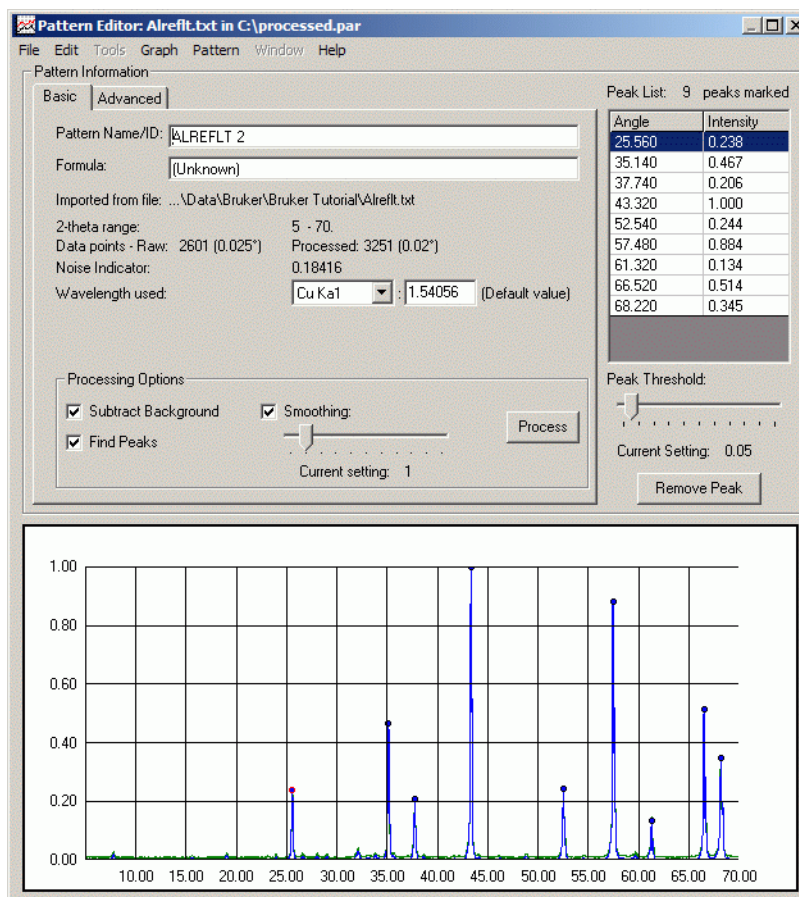 Pattern Editor: Alreflt.txt in C:\processed.par
File Edit Tools Graph Pattern Window Help
Pattern Information
Basic Advanced
Pattern Name/ID: ALREFLT 2
Formula: (Unknown)
Imported from file: ...\Data\Bruker\Bruker Tutorial\Alreflt.txt
2-theta range: 5 - 70.
Data points - Raw: 2601 (0.025°) Processed: 3251 (0.02°)
Noise Indicator: 0.18416
Wavelength used: Cu Ka1 : 1.54056 (Default value)
Processing Options
Subtract Background Smoothing:
Find Peaks
Process
Current setting: 1
Peak List: 9 peaks marked
Angle Intensity
25.560 0.238
35.140 0.467
37.740 0.206
43.320 1.000
52.540 0.244
57.480 0.884
61.320 0.134
66.520 0.514
68.220 0.345
Peak Threshold:
Current Setting: 0.05
Remove Peak
1.00
0.80
0.60
0.40
0.20
0.00
10.00 15.00 20.00 25.00 30.00 35.00 40.00 45.00 50.00 55.00 60.00 65.00 70.00